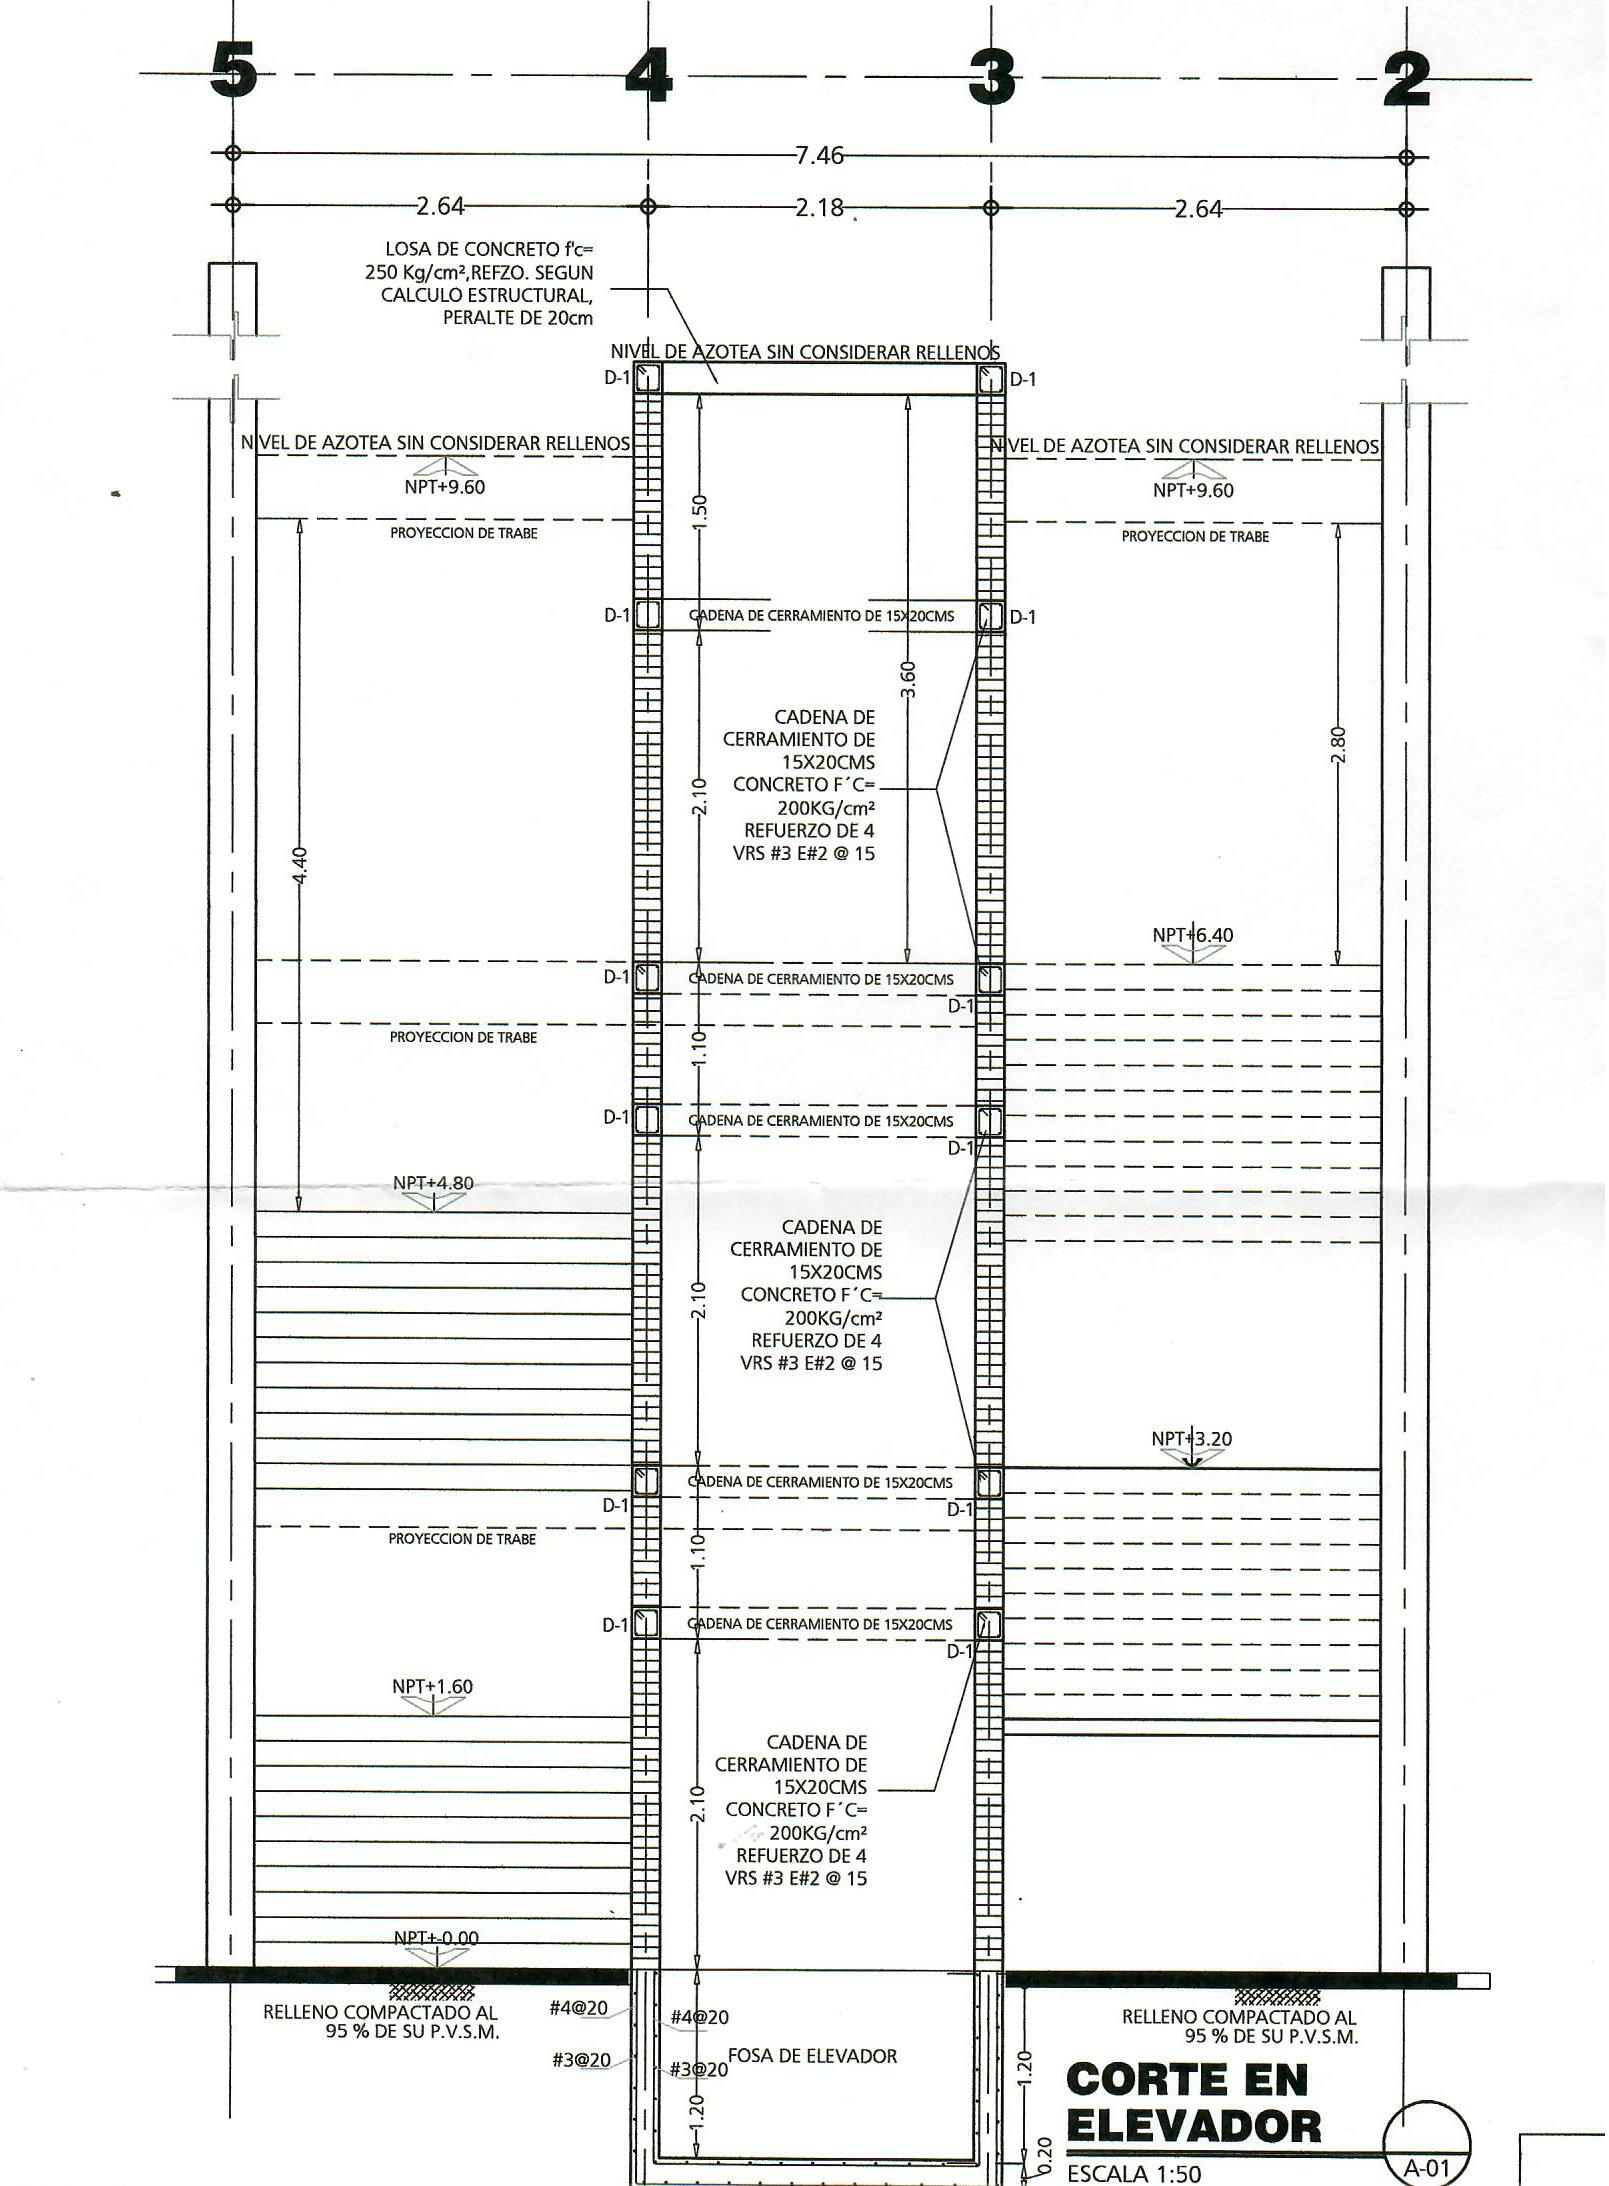 5
4
3
2
7.46
2.64
2.18
2.64
LOSA DE CONCRETO f'c=
250 Kg/cm²,REFZO. SEGUN
CALCULO ESTRUCTURAL,
PERALTE DE 20cm
NIVEL DE AZOTEA SIN CONSIDERAR RELLENOS
D-1
D-1
NIVEL DE AZOTEA SIN CONSIDERAR RELLENOS
NIVEL DE AZOTEA SIN CONSIDERAR RELLENOS
NPT+9.60
NPT+9.60
1.50
PROYECCION DE TRABE
PROYECCION DE TRABE
D-1
CADENA DE CERRAMIENTO DE 15X20CMS
D-1
3.60
CADENA DE
CERRAMIENTO DE
15X20CMS
CONCRETO F´C=
200KG/cm²
REFUERZO DE 4
VRS #3 E#2 @ 15
2.10
2.80
4.40
NPT+6.40
D-1
CADENA DE CERRAMIENTO DE 15X20CMS
D-1
PROYECCION DE TRABE
1.10
D-1
CADENA DE CERRAMIENTO DE 15X20CMS
D-1
NPT+4.80
CADENA DE
CERRAMIENTO DE
15X20CMS
CONCRETO F´C=
200KG/cm²
REFUERZO DE 4
VRS #3 E#2 @ 15
2.10
NPT+3.20
CADENA DE CERRAMIENTO DE 15X20CMS
D-1
D-1
PROYECCION DE TRABE
1.10
D-1
CADENA DE CERRAMIENTO DE 15X20CMS
D-1
NPT+1.60
CADENA DE
CERRAMIENTO DE
15X20CMS
CONCRETO F´C=
200KG/cm²
REFUERZO DE 4
VRS #3 E#2 @ 15
2.10
NPT+-0.00
RELLENO COMPACTADO AL
95 % DE SU P.V.S.M.
#4@20
#4@20
#3@20
#3@20
FOSA DE ELEVADOR
1.20
RELLENO COMPACTADO AL
95 % DE SU P.V.S.M.
1.20
0.20
CORTE EN
ELEVADOR
ESCALA 1:50
A-01